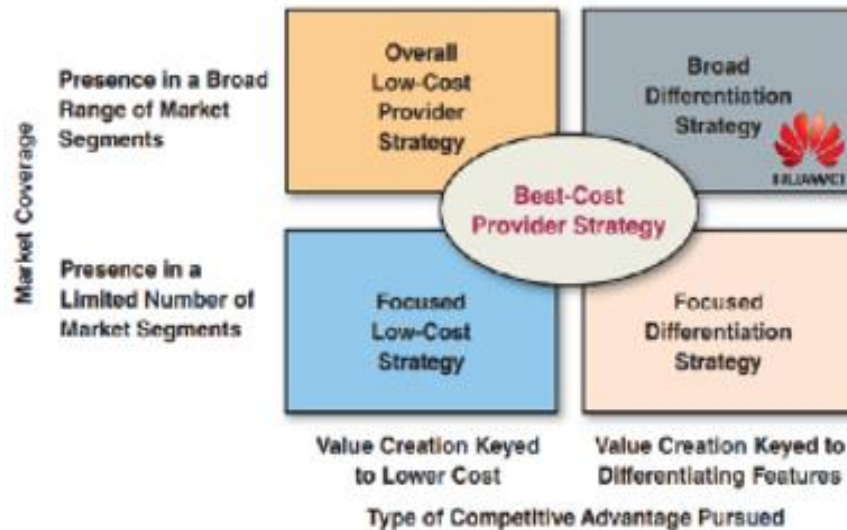 Overall
Low-Cost
Provider
Strategy
Broad
Differentiation
Strategy
HUAWEI
Presence in a Broad
Range of Market
Segments
Market Coverage
Best-Cost
Provider Strategy
Presence in a
Limited Number of
Market Segments
Focused
Low-Cost
Strategy
Focused
Differentiation
Strategy
Value Creation Keyed
to Lower Cost
Value Creation Keyed to
Differentiating Features
Type of Competitive Advantage Pursued